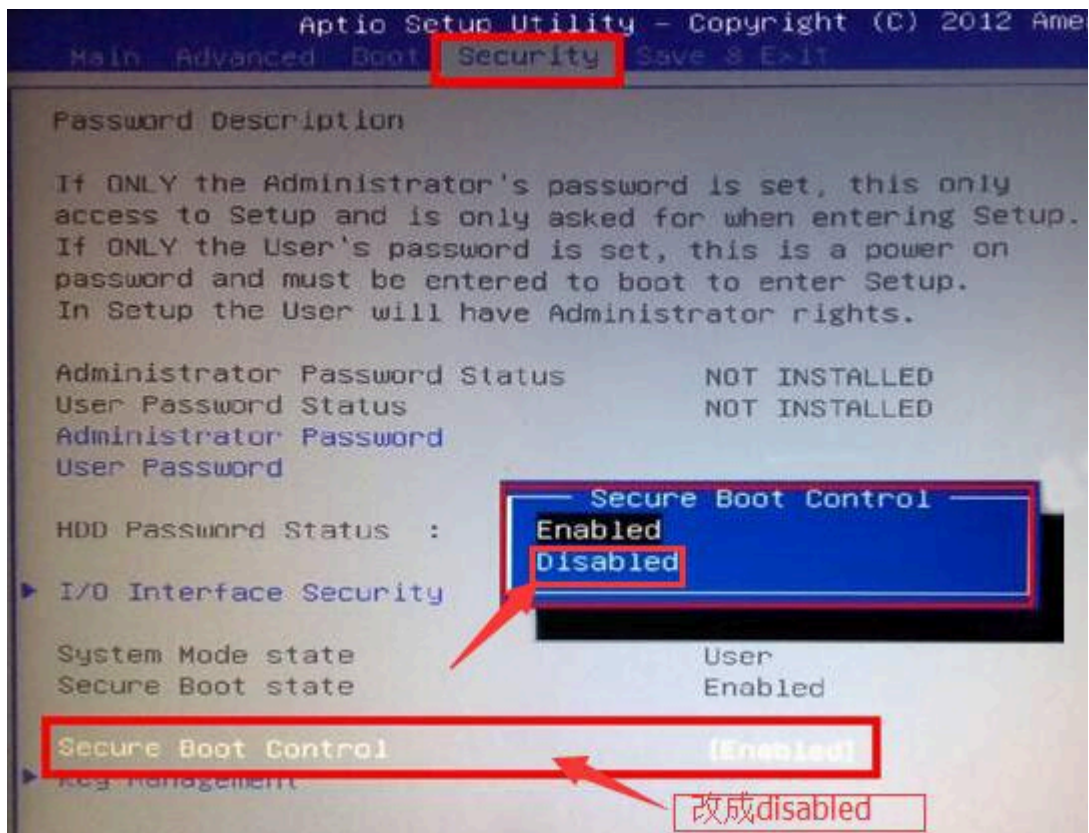 Aptio Setup Utility – Copyright (C) 2012 Ame
Main Advanced Boot Security Save & Exit
Password Description
If ONLY the Administrator's password is set, this only
access to Setup and is only asked for when entering Setup.
If ONLY the User's password is set, this is a power on
password and must be entered to boot to enter Setup.
In Setup the User will have Administrator rights.
Administrator Password Status NOT INSTALLED
User Password Status NOT INSTALLED
Administrator Password
User Password
Secure Boot Control
Enabled
Disabled
HDD Password Status :
I/O Interface Security
System Mode state User
Secure Boot state Enabled
Secure Boot Control [Enabled]
Key Management
改成disabled